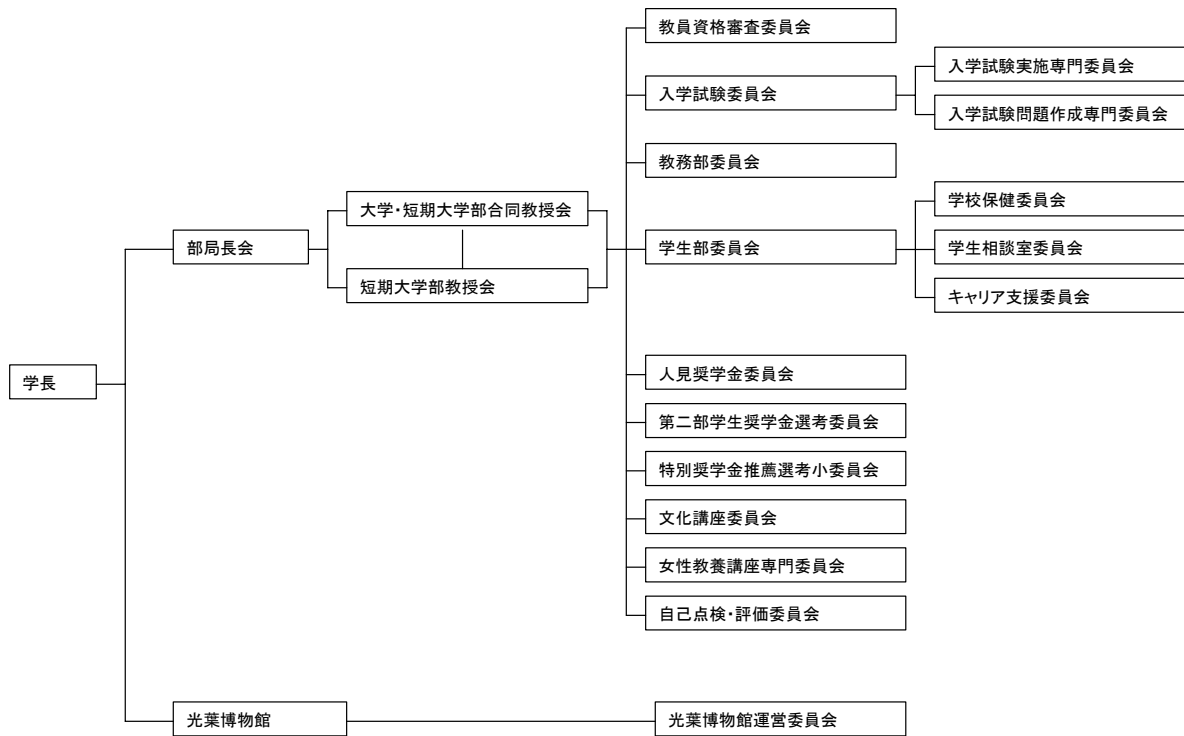 教員資格審査委員会
入学試験実施専門委員会
入学試験委員会
入学試験問題作成専門委員会
教務部委員会
学校保健委員会
大学・短期大学部合同教授会
部局長会
学生部委員会
学生相談室委員会
短期大学部教授会
キャリア支援委員会
学長
人見奨学金委員会
第二部学生奨学金選考委員会
特別奨学金推薦選考小委員会
文化講座委員会
女性教養講座専門委員会
自己点検・評価委員会
光葉博物館
光葉博物館運営委員会